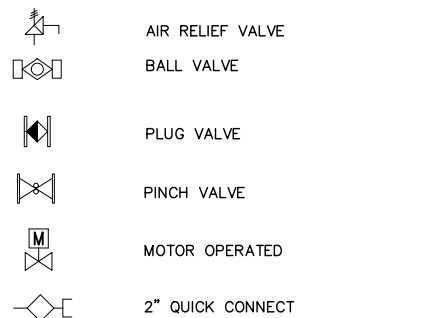 AIR RELIEF VALVE
BALL VALVE
PLUG VALVE
PINCH VALVE
M MOTOR OPERATED
2" QUICK CONNECT